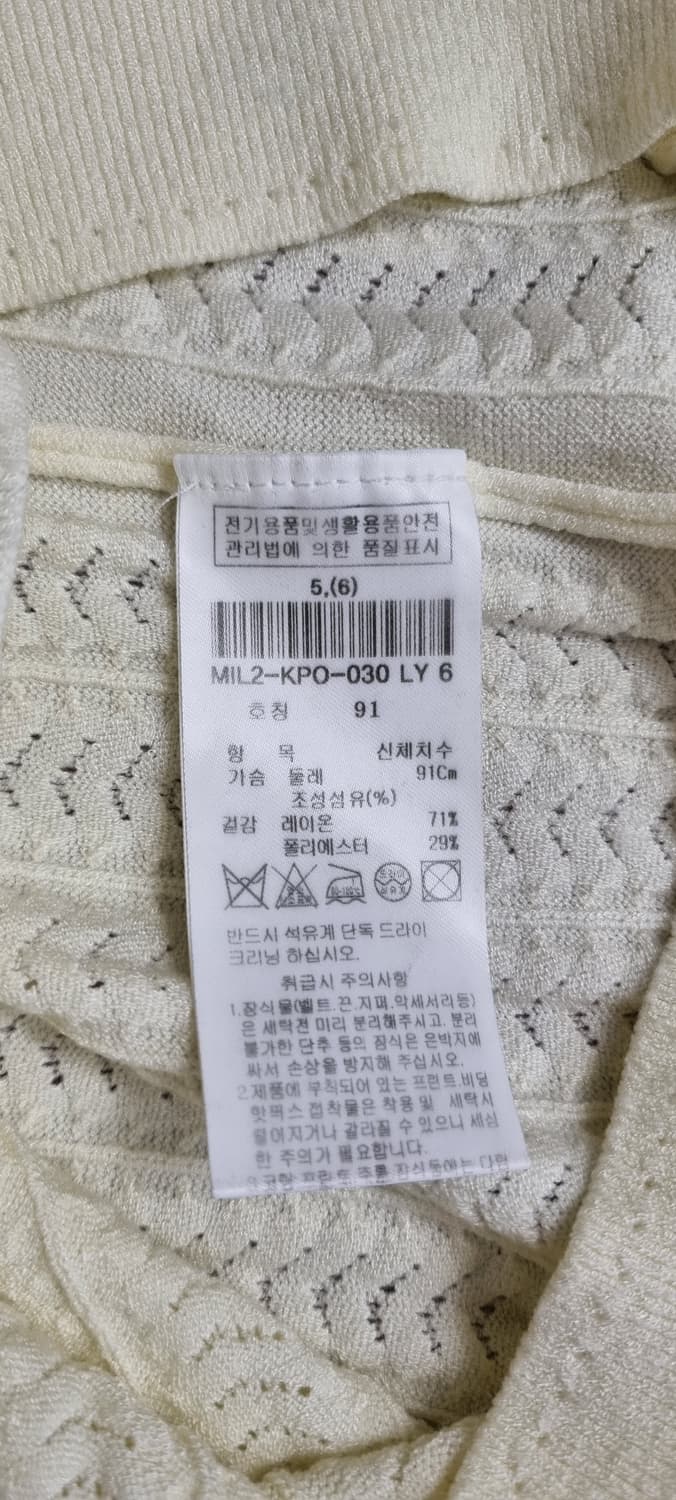 전기용품및생활용품안전
관리법에 의한 품질표시
5,(6)
MIL2-KPO-030 LY 6
호칭 91
항 목 신체치수
가슴 둘레 91Cm
조성섬유(%)
겉감 레이온 71%
폴리에스터 29%
드라이
석유계
반드시 석유계 단독 드라이
크리닝 하십시오.
취급시 주의사항
1.장식물(벨트.끈.지퍼.악세서리등)
은 세탁전 미리 분리해주시고. 분리
불가한 단추 등의 장식은 은박지에
싸서 손상을 방지해 주십시오.
2.제품에 부착되어 있는 프린트.비딩
핫픽스 접착물은 착용 및 세탁시
떨어지거나 갈라질 수 있으니 세심
한 주의가 필요합니다.